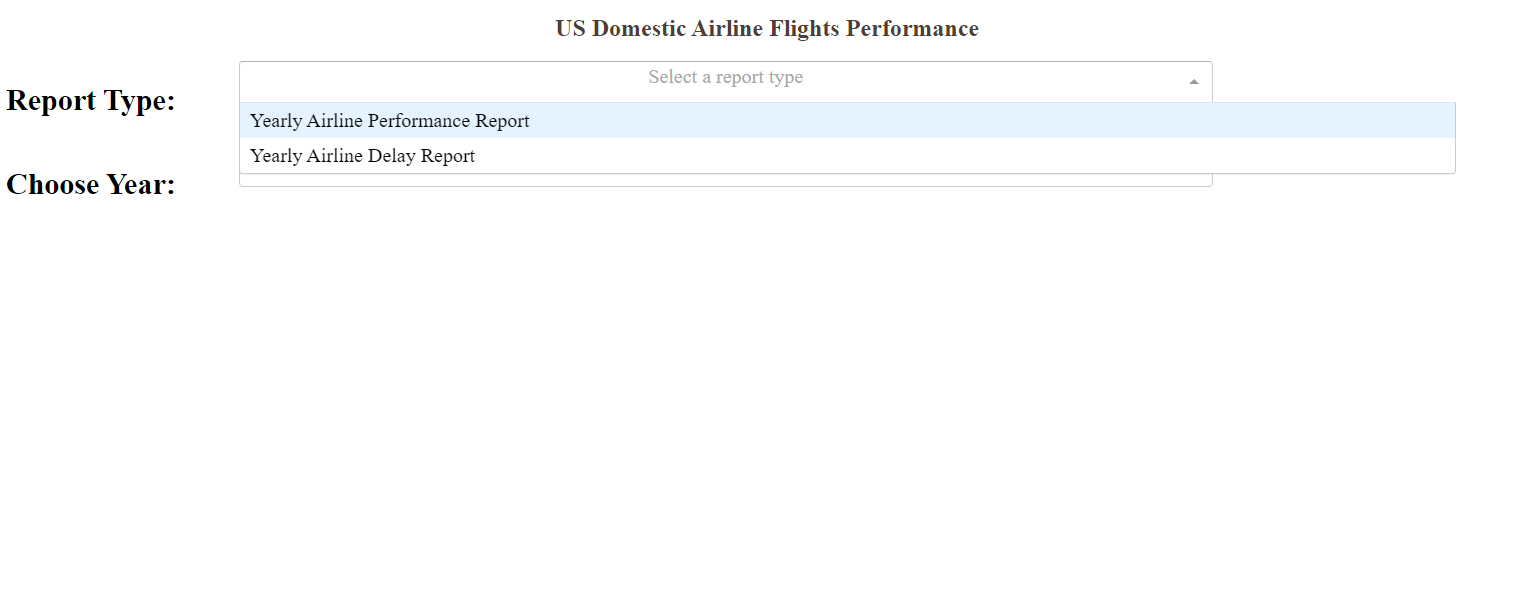 US Domestic Airline Flights Performance
Report Type:
Select a report type
Yearly Airline Performance Report
Yearly Airline Delay Report
Choose Year: